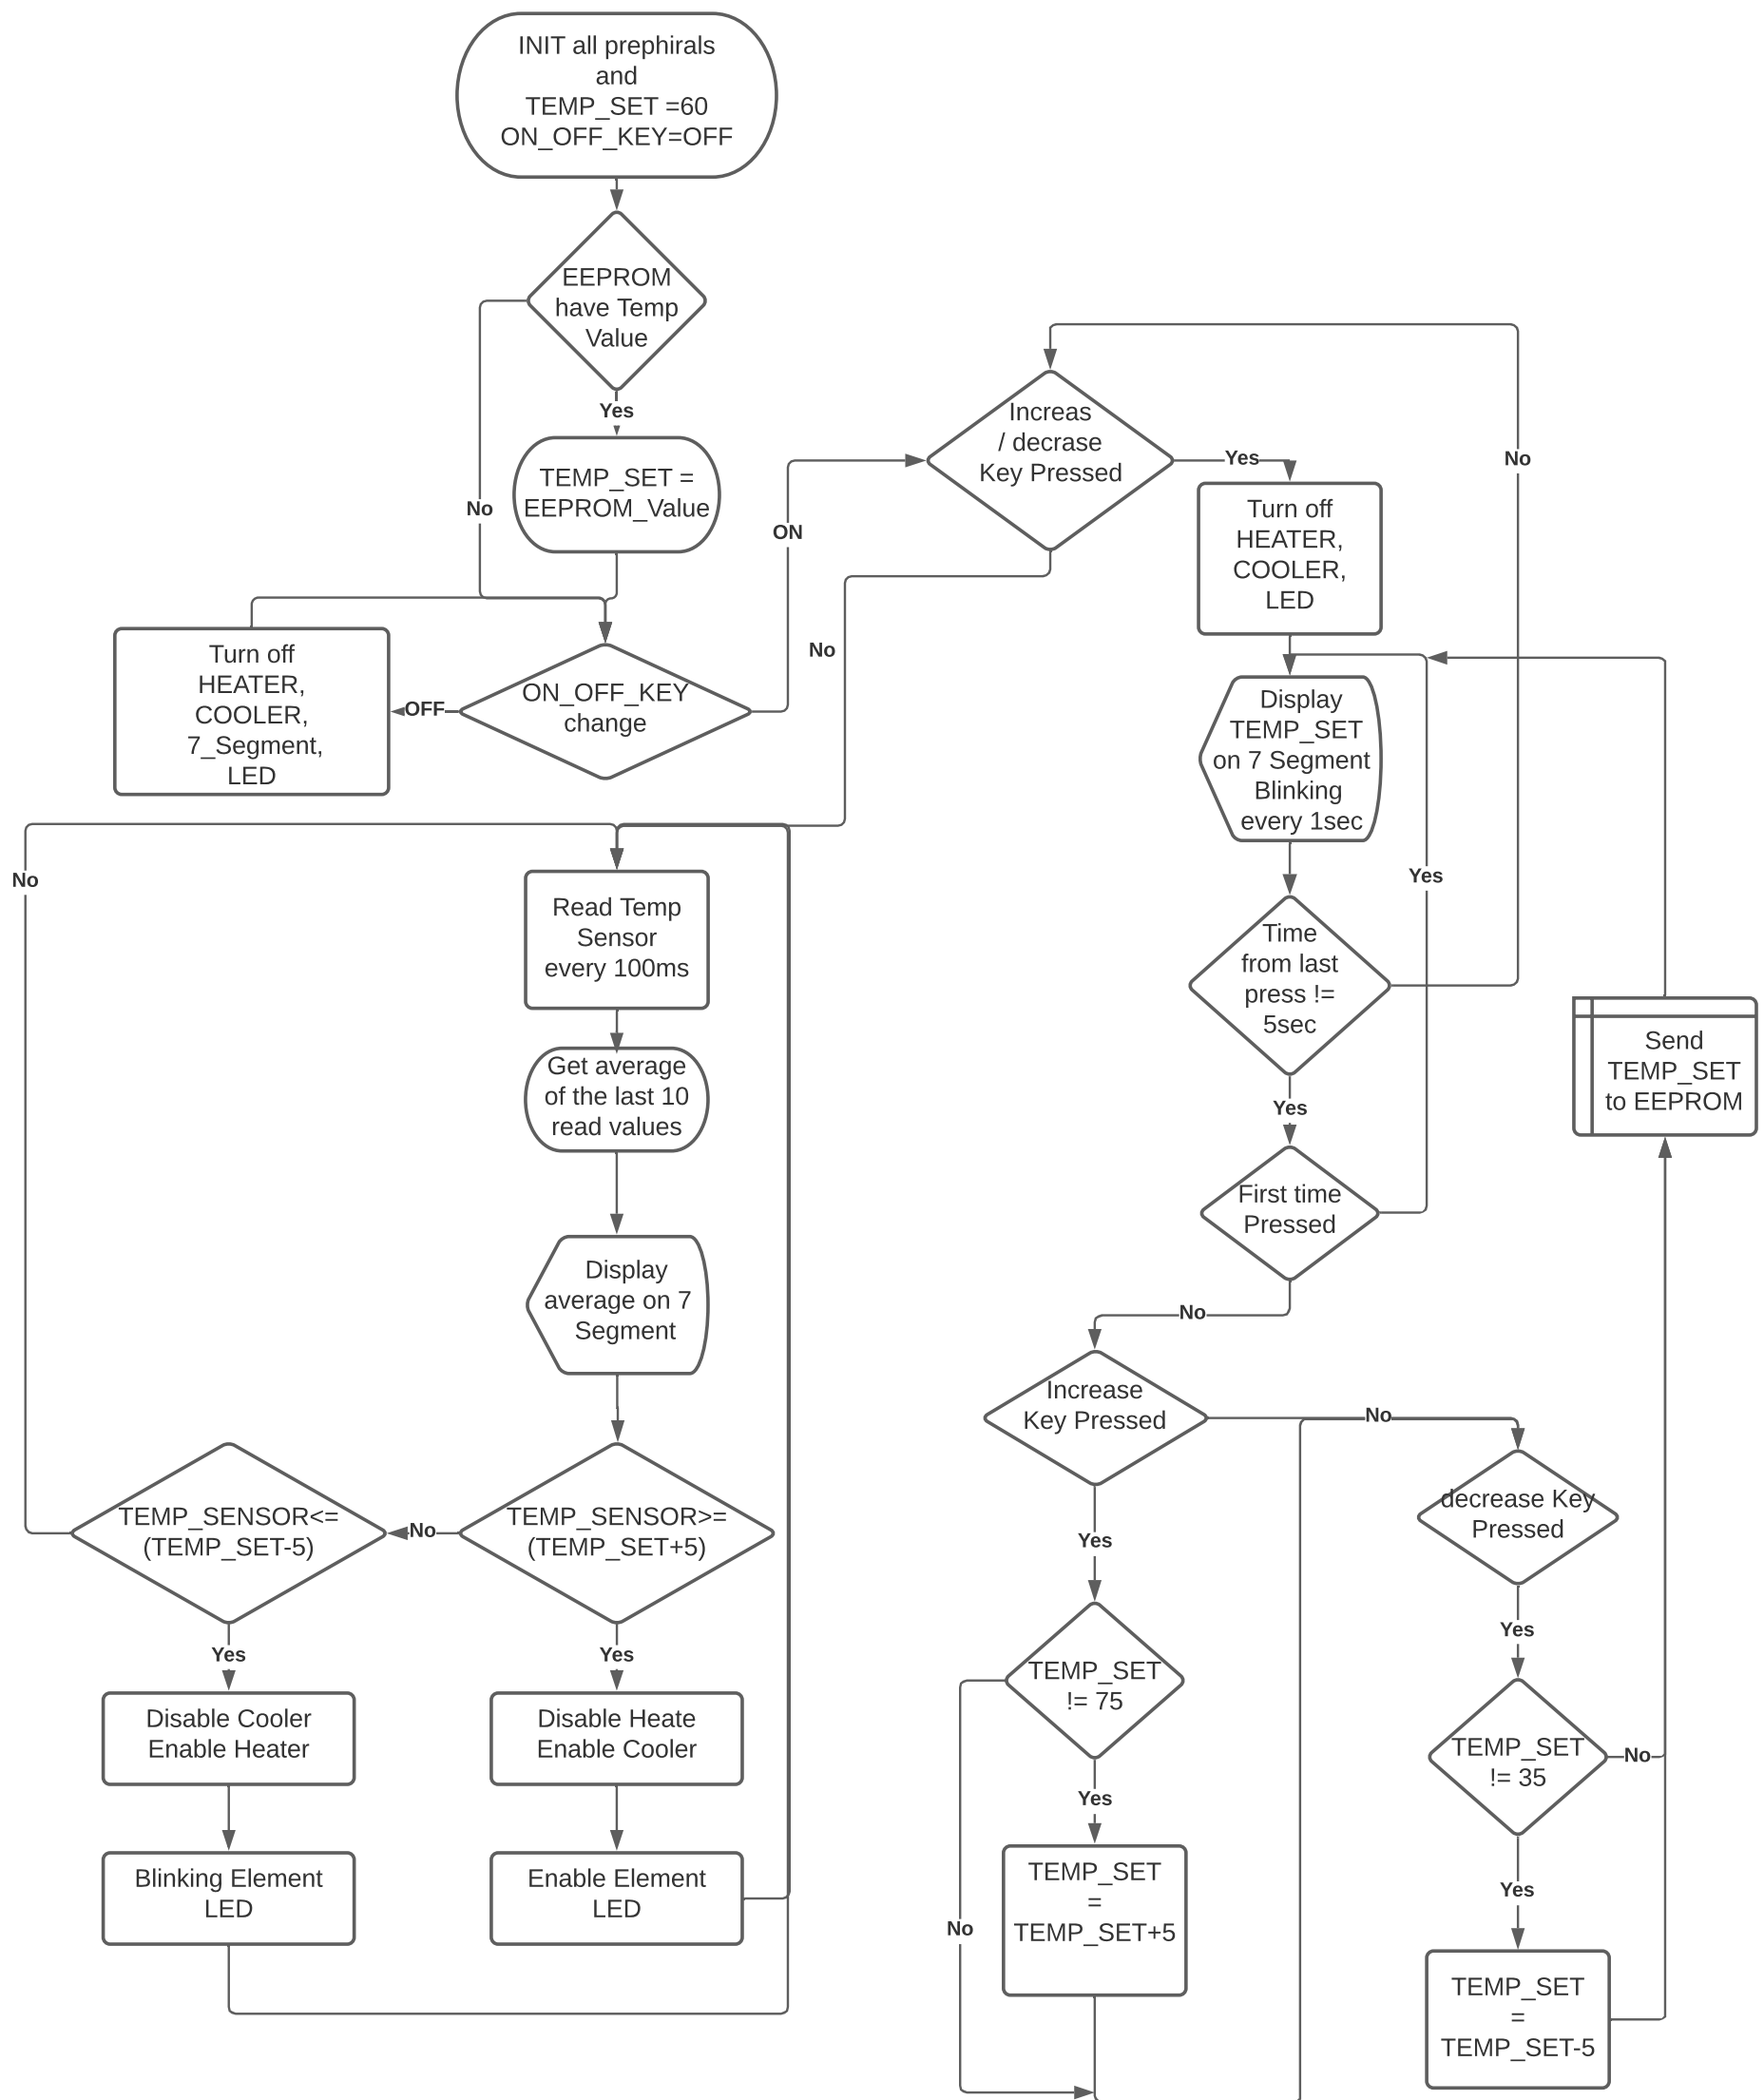 INIT all prephirals
and
TEMP_SET =60
ON_OFF_KEY=OFF
EEPROM
have Temp
Value
Yes
No
TEMP_SET =
EEPROM_Value
ON_OFF_KEY
change
OFF
ON
Turn off
HEATER,
COOLER,
7_Segment,
LED
Increas
/ decrase
Key Pressed
Yes
No
Turn off
HEATER,
COOLER,
LED
Display
TEMP_SET
on 7 Segment
Blinking
every 1sec
Time
from last
press !=
5sec
No
Yes
First time
Pressed
Yes
No
Send
TEMP_SET
to EEPROM
Read Temp
Sensor
every 100ms
Get average
of the last 10
read values
Display
average on 7
Segment
TEMP_SENSOR>=
(TEMP_SET+5)
No
Yes
TEMP_SENSOR<=
(TEMP_SET-5)
No
Yes
Disable Cooler
Enable Heater
Blinking Element
LED
Disable Heate
Enable Cooler
Enable Element
LED
Increase
Key Pressed
No
Yes
TEMP_SET
!= 75
No
Yes
TEMP_SET
=
TEMP_SET+5
decrease Key
Pressed
Yes
TEMP_SET
!= 35
No
Yes
TEMP_SET
=
TEMP_SET-5